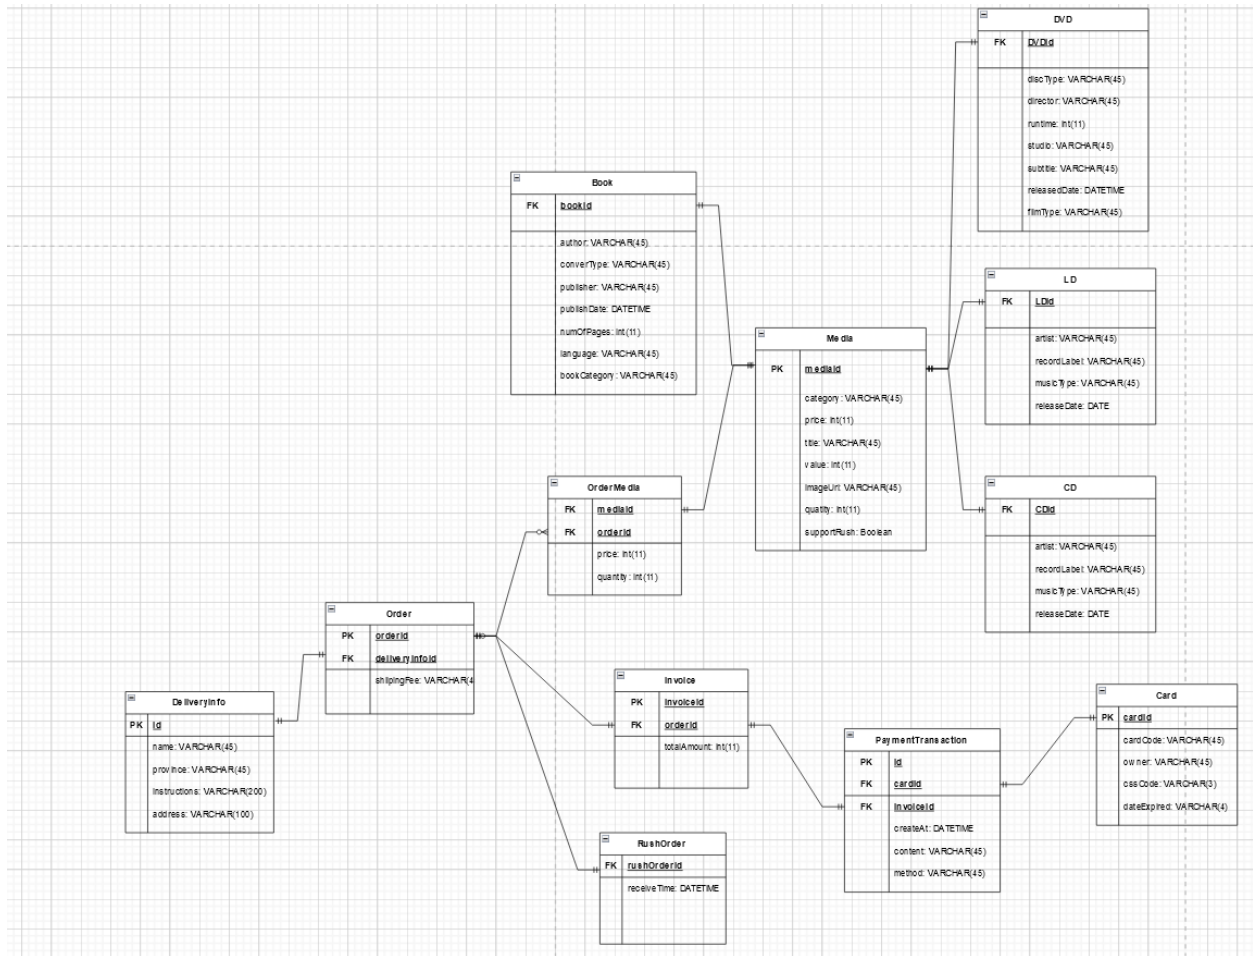 DVD
FK DVDid
discType: VARCHAR(45)
director: VARCHAR(45)
runtime: int(11)
studio: VARCHAR(45)
subtitle: VARCHAR(45)
releasedDate: DATETIME
filmType: VARCHAR(45)
Book
FK bookid
author: VARCHAR(45)
converType: VARCHAR(45)
publisher: VARCHAR(45)
publishDate: DATETIME
numOfPages: int(11)
language: VARCHAR(45)
bookCategory: VARCHAR(45)
LD
FK LDid
artist: VARCHAR(45)
recordLabel: VARCHAR(45)
musicType: VARCHAR(45)
releaseDate: DATE
Media
PK mediaId
category: VARCHAR(45)
price: int(11)
title: VARCHAR(45)
value: int(11)
imageUrl: VARCHAR(45)
quatity: int(11)
supportRush: Boolean
OrderMedia
FK mediaId
FK orderId
price: int(11)
quantity: int(11)
CD
FK CDid
artist: VARCHAR(45)
recordLabel: VARCHAR(45)
musicType: VARCHAR(45)
releaseDate: DATE
Order
PK orderId
FK deliveryInfoId
shlipingFee: VARCHAR(4
DeliveryInfo
PK id
name: VARCHAR(45)
province: VARCHAR(45)
instructions: VARCHAR(200)
address: VARCHAR(100)
Invoice
PK invoiceId
FK orderId
totalAmount: int(11)
PaymentTransaction
PK id
FK cardId
FK invoiceId
createAt: DATETIME
content: VARCHAR(45)
method: VARCHAR(45)
Card
PK cardId
cardCode: VARCHAR(45)
owner: VARCHAR(45)
cssCode: VARCHAR(3)
dateExpired: VARCHAR(4)
RushOrder
FK rushOrderId
receiveTime: DATETIME